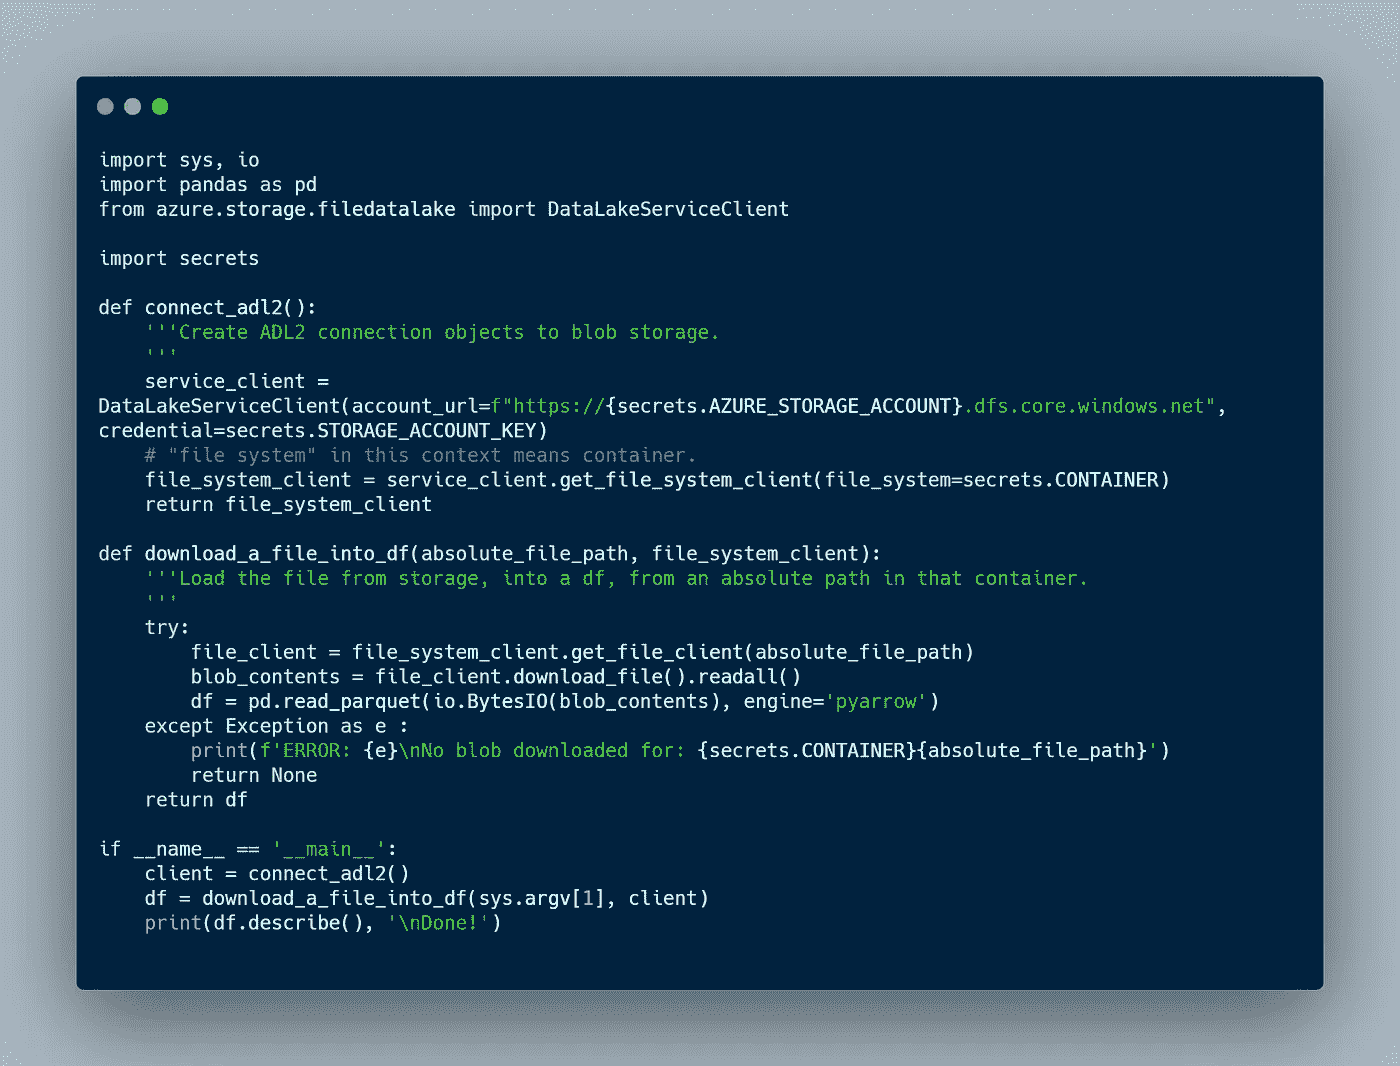 import sys, io
import pandas as pd
from azure.storage.filedatalake import DataLakeServiceClient
import secrets
def connect_adl2():
    '''Create ADL2 connection objects to blob storage.
    '''
    service_client =
DataLakeServiceClient(account_url=f"https://{secrets.AZURE_STORAGE_ACCOUNT}.dfs.core.windows.net",
credential=secrets.STORAGE_ACCOUNT_KEY)
    # "file system" in this context means container.
    file_system_client = service_client.get_file_system_client(file_system=secrets.CONTAINER)
    return file_system_client
def download_a_file_into_df(absolute_file_path, file_system_client):
    '''Load the file from storage, into a df, from an absolute path in that container.
    '''
    try:
        file_client = file_system_client.get_file_client(absolute_file_path)
        blob_contents = file_client.download_file().readall()
        df = pd.read_parquet(io.BytesIO(blob_contents), engine='pyarrow')
    except Exception as e :
        print(f'ERROR: {e}\nNo blob downloaded for: {secrets.CONTAINER}{absolute_file_path}')
        return None
    return df
if __name__ == '__main__':
    client = connect_adl2()
    df = download_a_file_into_df(sys.argv[1], client)
    print(df.describe(), '\nDone!')